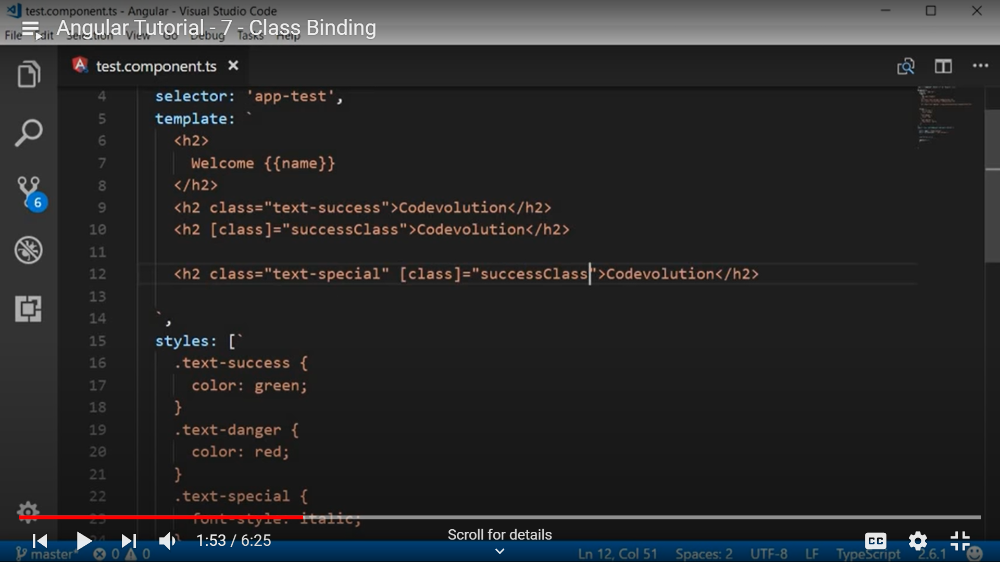 test.component.ts - Angular - Visual Studio Code
Angular Tutorial - 7 - Class Binding
File Edit Selection View Go Debug Tasks Help
test.component.ts
4 selector: 'app-test',
5 template: `
6 <h2>
7 Welcome {{name}}
8 </h2>
9 <h2 class="text-success">Codevolution</h2>
10 <h2 [class]="successClass">Codevolution</h2>
11
12 <h2 class="text-special" [class]="successClass">Codevolution</h2>
13
14 `,
15 styles: [`
16 .text-success {
17 color: green;
18 }
19 .text-danger {
20 color: red;
21 }
22 .text-special {
23 font-style: italic;
24 }
6
1:53 / 6:25
Scroll for details
CC
master* 0 0
Ln 12, Col 51 Spaces: 2 UTF-8 LF TypeScript 2.6.1